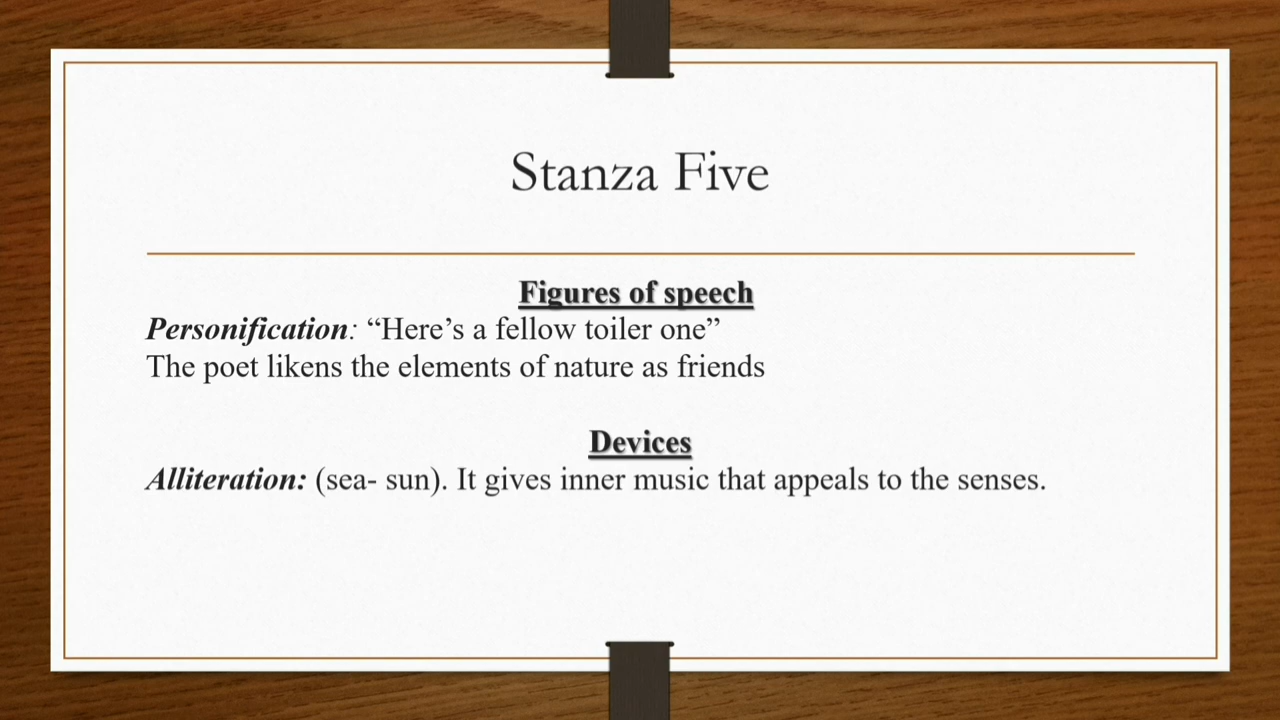 Stanza Five
Figures of speech
Personification: “Here’s a fellow toiler one”
The poet likens the elements of nature as friends
Devices
Alliteration: (sea- sun). It gives inner music that appeals to the senses.